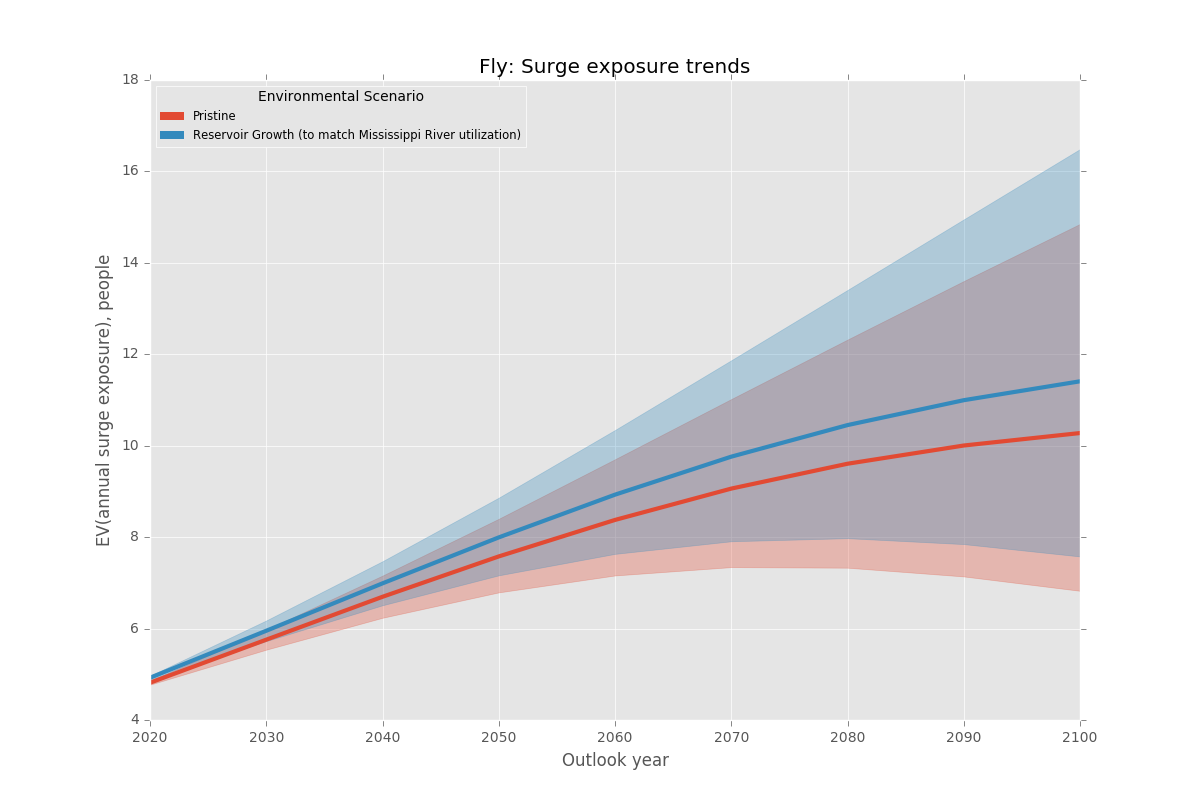 Fly: Surge exposure trends
18
Environmental Scenario
Pristine
Reservoir Growth (to match Mississippi River utilization)
16
14
12
10
8
6
4
EV(annual surge exposure), people
2020 2030 2040 2050 2060 2070 2080 2090 2100
Outlook year